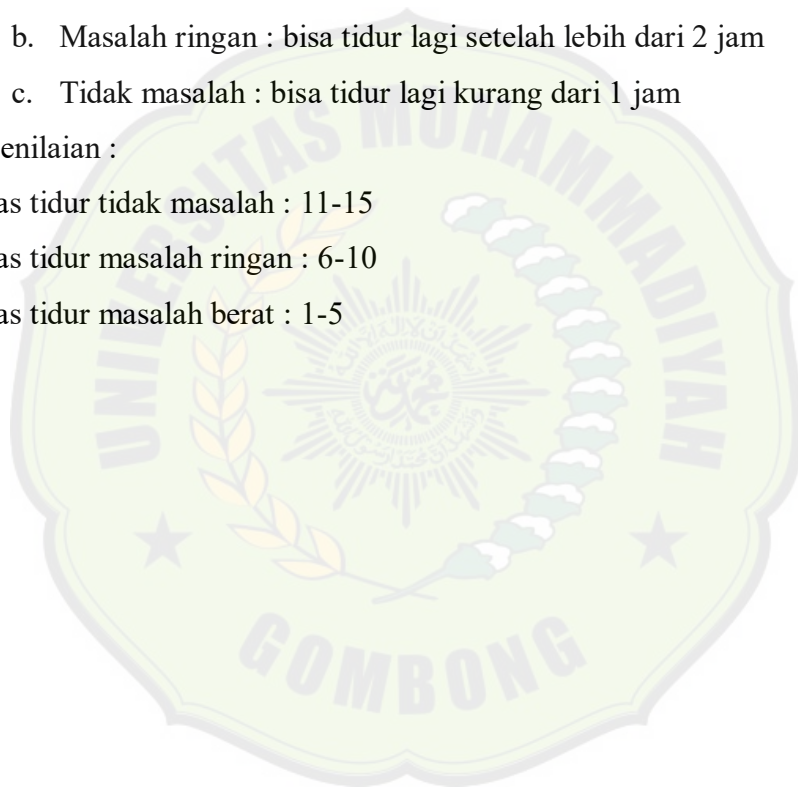 b. Masalah ringan : bisa tidur lagi setelah lebih dari 2 jam
c. Tidak masalah : bisa tidur lagi kurang dari 1 jam
enilaian :
as tidur tidak masalah : 11-15
as tidur masalah ringan : 6-10
as tidur masalah berat : 1-5
UNIVERSITAS MUHAMMADIYAH
GOMBONG